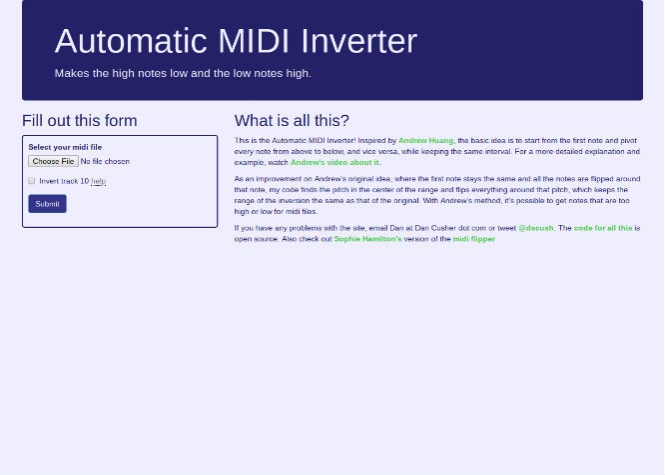 Automatic MIDI Inverter
Makes the high notes low and the low notes high.
Fill out this form
Select your midi file
Choose File No file chosen
Invert track 10 help
Submit
What is all this?
This is the Automatic MIDI Inverter! Inspired by Andrew Huang, the basic idea is to start from the first note and pivot
every note from above to below, and vice versa, while keeping the same interval. For a more detailed explanation and
example, watch Andrew's video about it.
As an improvement on Andrew's original idea, where the first note stays the same and all the notes are flipped around
that note, my code finds the pitch in the center of the range and flips everything around that pitch, which keeps the
range of the inversion the same as that of the original. With Andrew's method, it's possible to get notes that are too
high or low for midi files.
If you have any problems with the site, email Dan at Dan Cusher dot com or tweet @dscush. The code for all this is
open source. Also check out Sophie Hamilton's version of the midi flipper